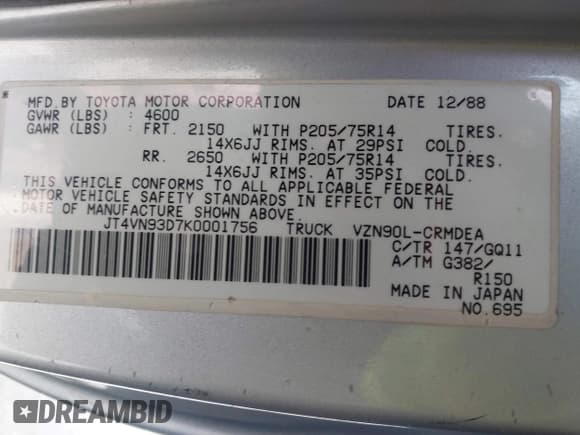 MFD.BY TOYOTA MOTOR CORPORATION DATE 12/88
GVWR (LBS) : 4600
GAWR (LBS) : FRT. 2150 WITH P205/75R14 TIRES.
14X6JJ RIMS. AT 29PSI COLD.
RR. 2650 WITH P205/75R14 TIRES.
14X6JJ RIMS. AT 35PSI COLD.
THIS VEHICLE CONFORMS TO ALL APPLICABLE FEDERAL
MOTOR VEHICLE SAFETY STANDARDS IN EFFECT ON THE
DATE OF MANUFACTURE SHOWN ABOVE.
JT4VN93D7K0001756 TRUCK VZN90L-CRMDEA
C/TR 147/GQ11
A/TM G382/
R150
MADE IN JAPAN
NO.695
DREAMBID